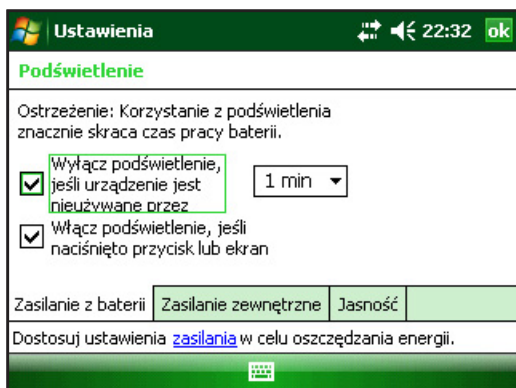 Ustawienia 22:32 ok
Podświetlenie
Ostrzeżenie: Korzystanie z podświetlenia
znacznie skraca czas pracy baterii.
Wyłącz podświetlenie,
jeśli urządzenie jest
nieużywane przez
1 min
Włącz podświetlenie, jeśli
naciśnięto przycisk lub ekran
Zasilanie z baterii Zasilanie zewnętrzne Jasność
Dostosuj ustawienia zasilania w celu oszczędzania energii.